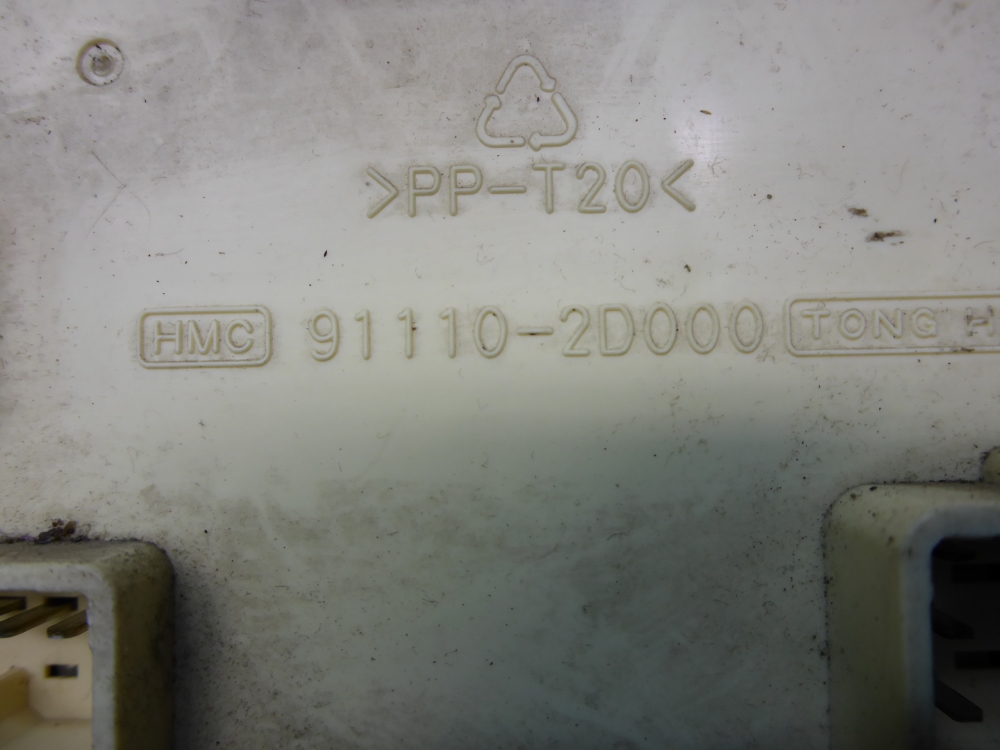 >PP-T20<
HMC 91110-2D000 TONG H